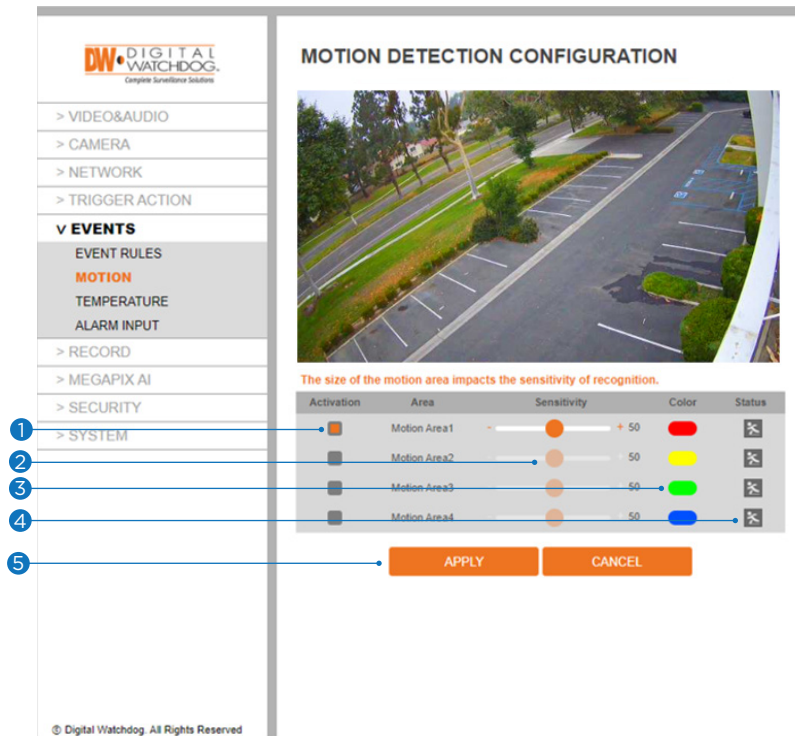 DW DIGITAL
WATCHDOG.
Complete Surveillance Solutions
> VIDEO&AUDIO
> CAMERA
> NETWORK
> TRIGGER ACTION
v EVENTS
EVENT RULES
MOTION
TEMPERATURE
ALARM INPUT
> RECORD
> MEGAPIX AI
> SECURITY
> SYSTEM
® Digital Watchdog. All Rights Reserved
MOTION DETECTION CONFIGURATION
The size of the motion area impacts the sensitivity of recognition.
Activation Area Sensitivity Color Status
1 Motion Area1 - + 50
2 Motion Area2 - + 50
3 Motion Area3 - + 50
4 Motion Area4 - + 50
5 APPLY CANCEL